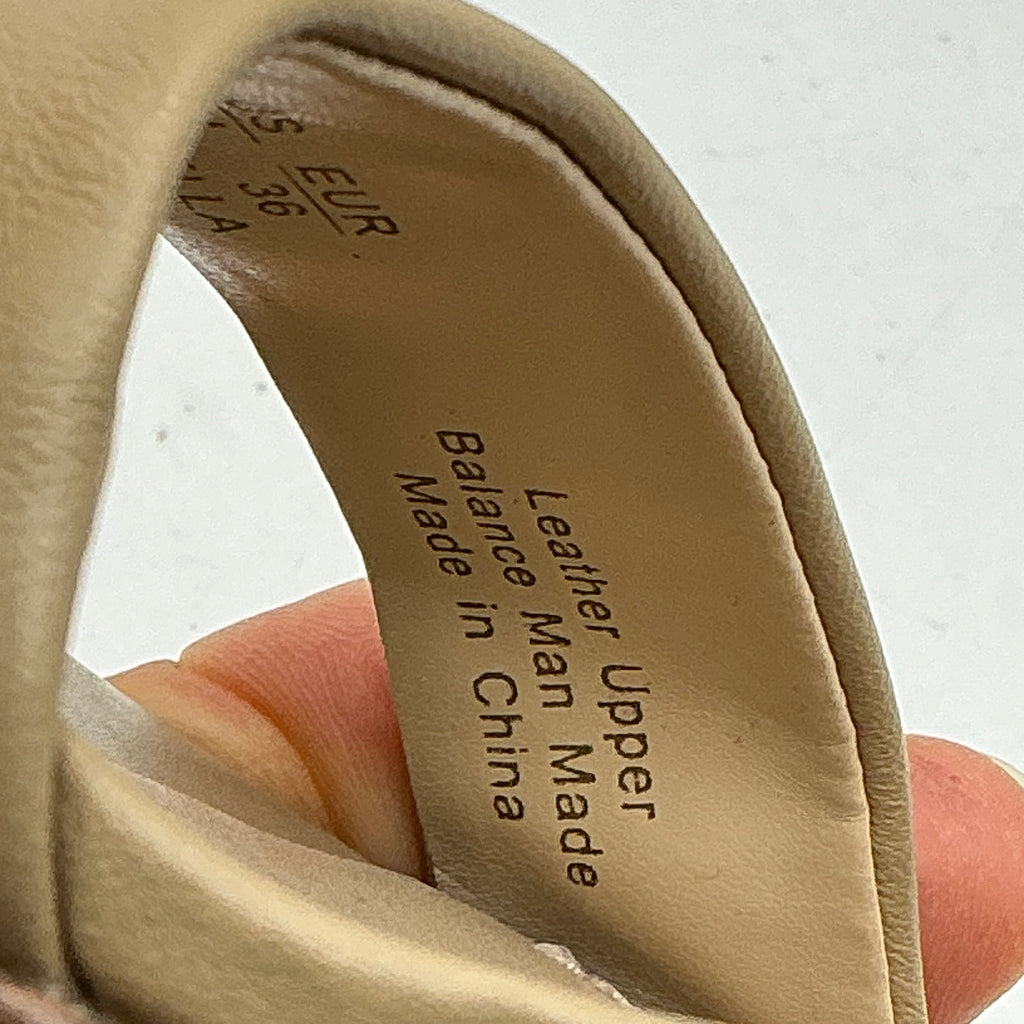 EUR
36
Leather Upper
Balance Man Made
Made in China